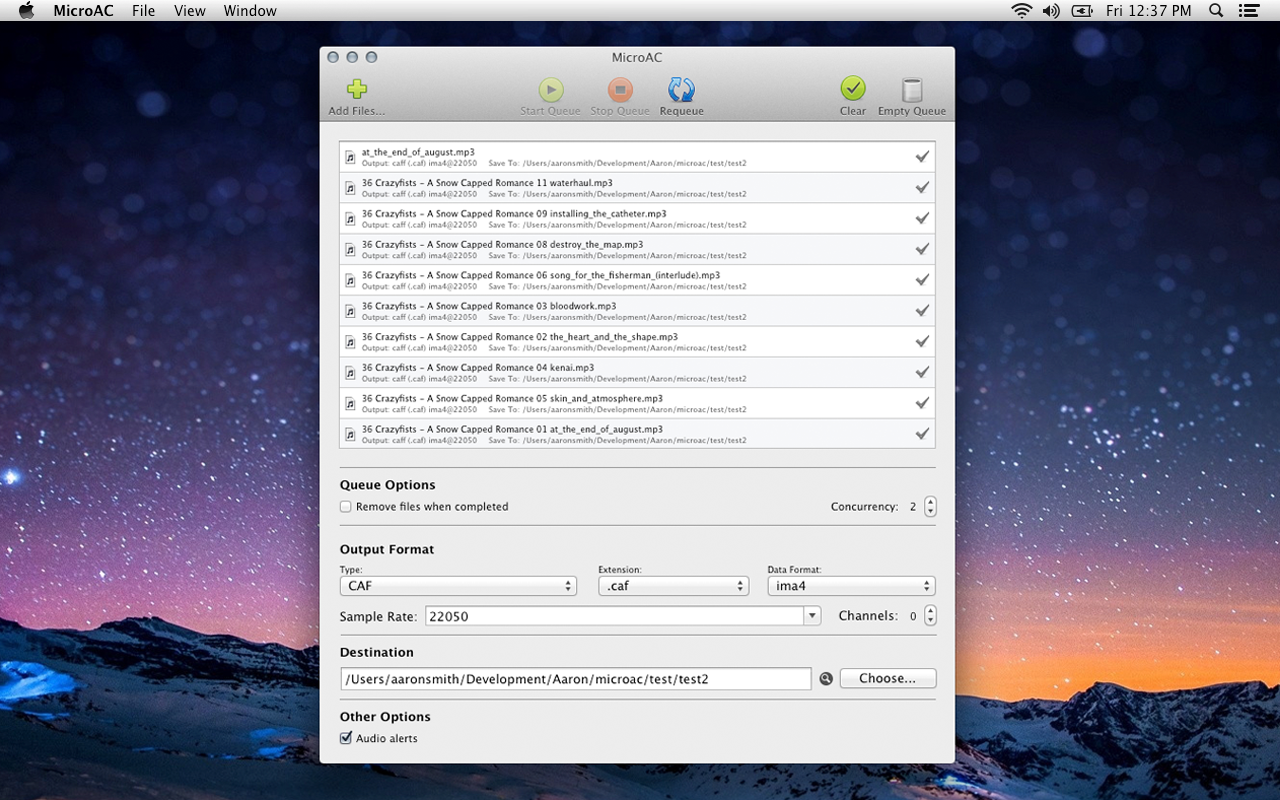 MicroAC File View Window Fri 12:37 PM
MicroAC
Add Files... Start Queue Stop Queue Requeue Clear Empty Queue
at_the_end_of_august.mp3
Output: caff (.caf) ima4@22050 Save To: /Users/aaronsmith/Development/Aaron/microac/test/test2
36 Crazyfists - A Snow Capped Romance 11 waterhaul.mp3
Output: caff (.caf) ima4@22050 Save To: /Users/aaronsmith/Development/Aaron/microac/test/test2
36 Crazyfists - A Snow Capped Romance 09 installing_the_catheter.mp3
Output: caff (.caf) ima4@22050 Save To: /Users/aaronsmith/Development/Aaron/microac/test/test2
36 Crazyfists - A Snow Capped Romance 08 destroy_the_map.mp3
Output: caff (.caf) ima4@22050 Save To: /Users/aaronsmith/Development/Aaron/microac/test/test2
36 Crazyfists - A Snow Capped Romance 06 song_for_the_fisherman_(interlude).mp3
Output: caff (.caf) ima4@22050 Save To: /Users/aaronsmith/Development/Aaron/microac/test/test2
36 Crazyfists - A Snow Capped Romance 03 bloodwork.mp3
Output: caff (.caf) ima4@22050 Save To: /Users/aaronsmith/Development/Aaron/microac/test/test2
36 Crazyfists - A Snow Capped Romance 02 the_heart_and_the_shape.mp3
Output: caff (.caf) ima4@22050 Save To: /Users/aaronsmith/Development/Aaron/microac/test/test2
36 Crazyfists - A Snow Capped Romance 04 kenai.mp3
Output: caff (.caf) ima4@22050 Save To: /Users/aaronsmith/Development/Aaron/microac/test/test2
36 Crazyfists - A Snow Capped Romance 05 skin_and_atmosphere.mp3
Output: caff (.caf) ima4@22050 Save To: /Users/aaronsmith/Development/Aaron/microac/test/test2
36 Crazyfists - A Snow Capped Romance 01 at_the_end_of_august.mp3
Output: caff (.caf) ima4@22050 Save To: /Users/aaronsmith/Development/Aaron/microac/test/test2
Queue Options
Remove files when completed Concurrency: 2
Output Format
Type: Extension: Data Format:
CAF .caf ima4
Sample Rate: 22050 Channels: 0
Destination
/Users/aaronsmith/Development/Aaron/microac/test/test2 Choose...
Other Options
Audio alerts